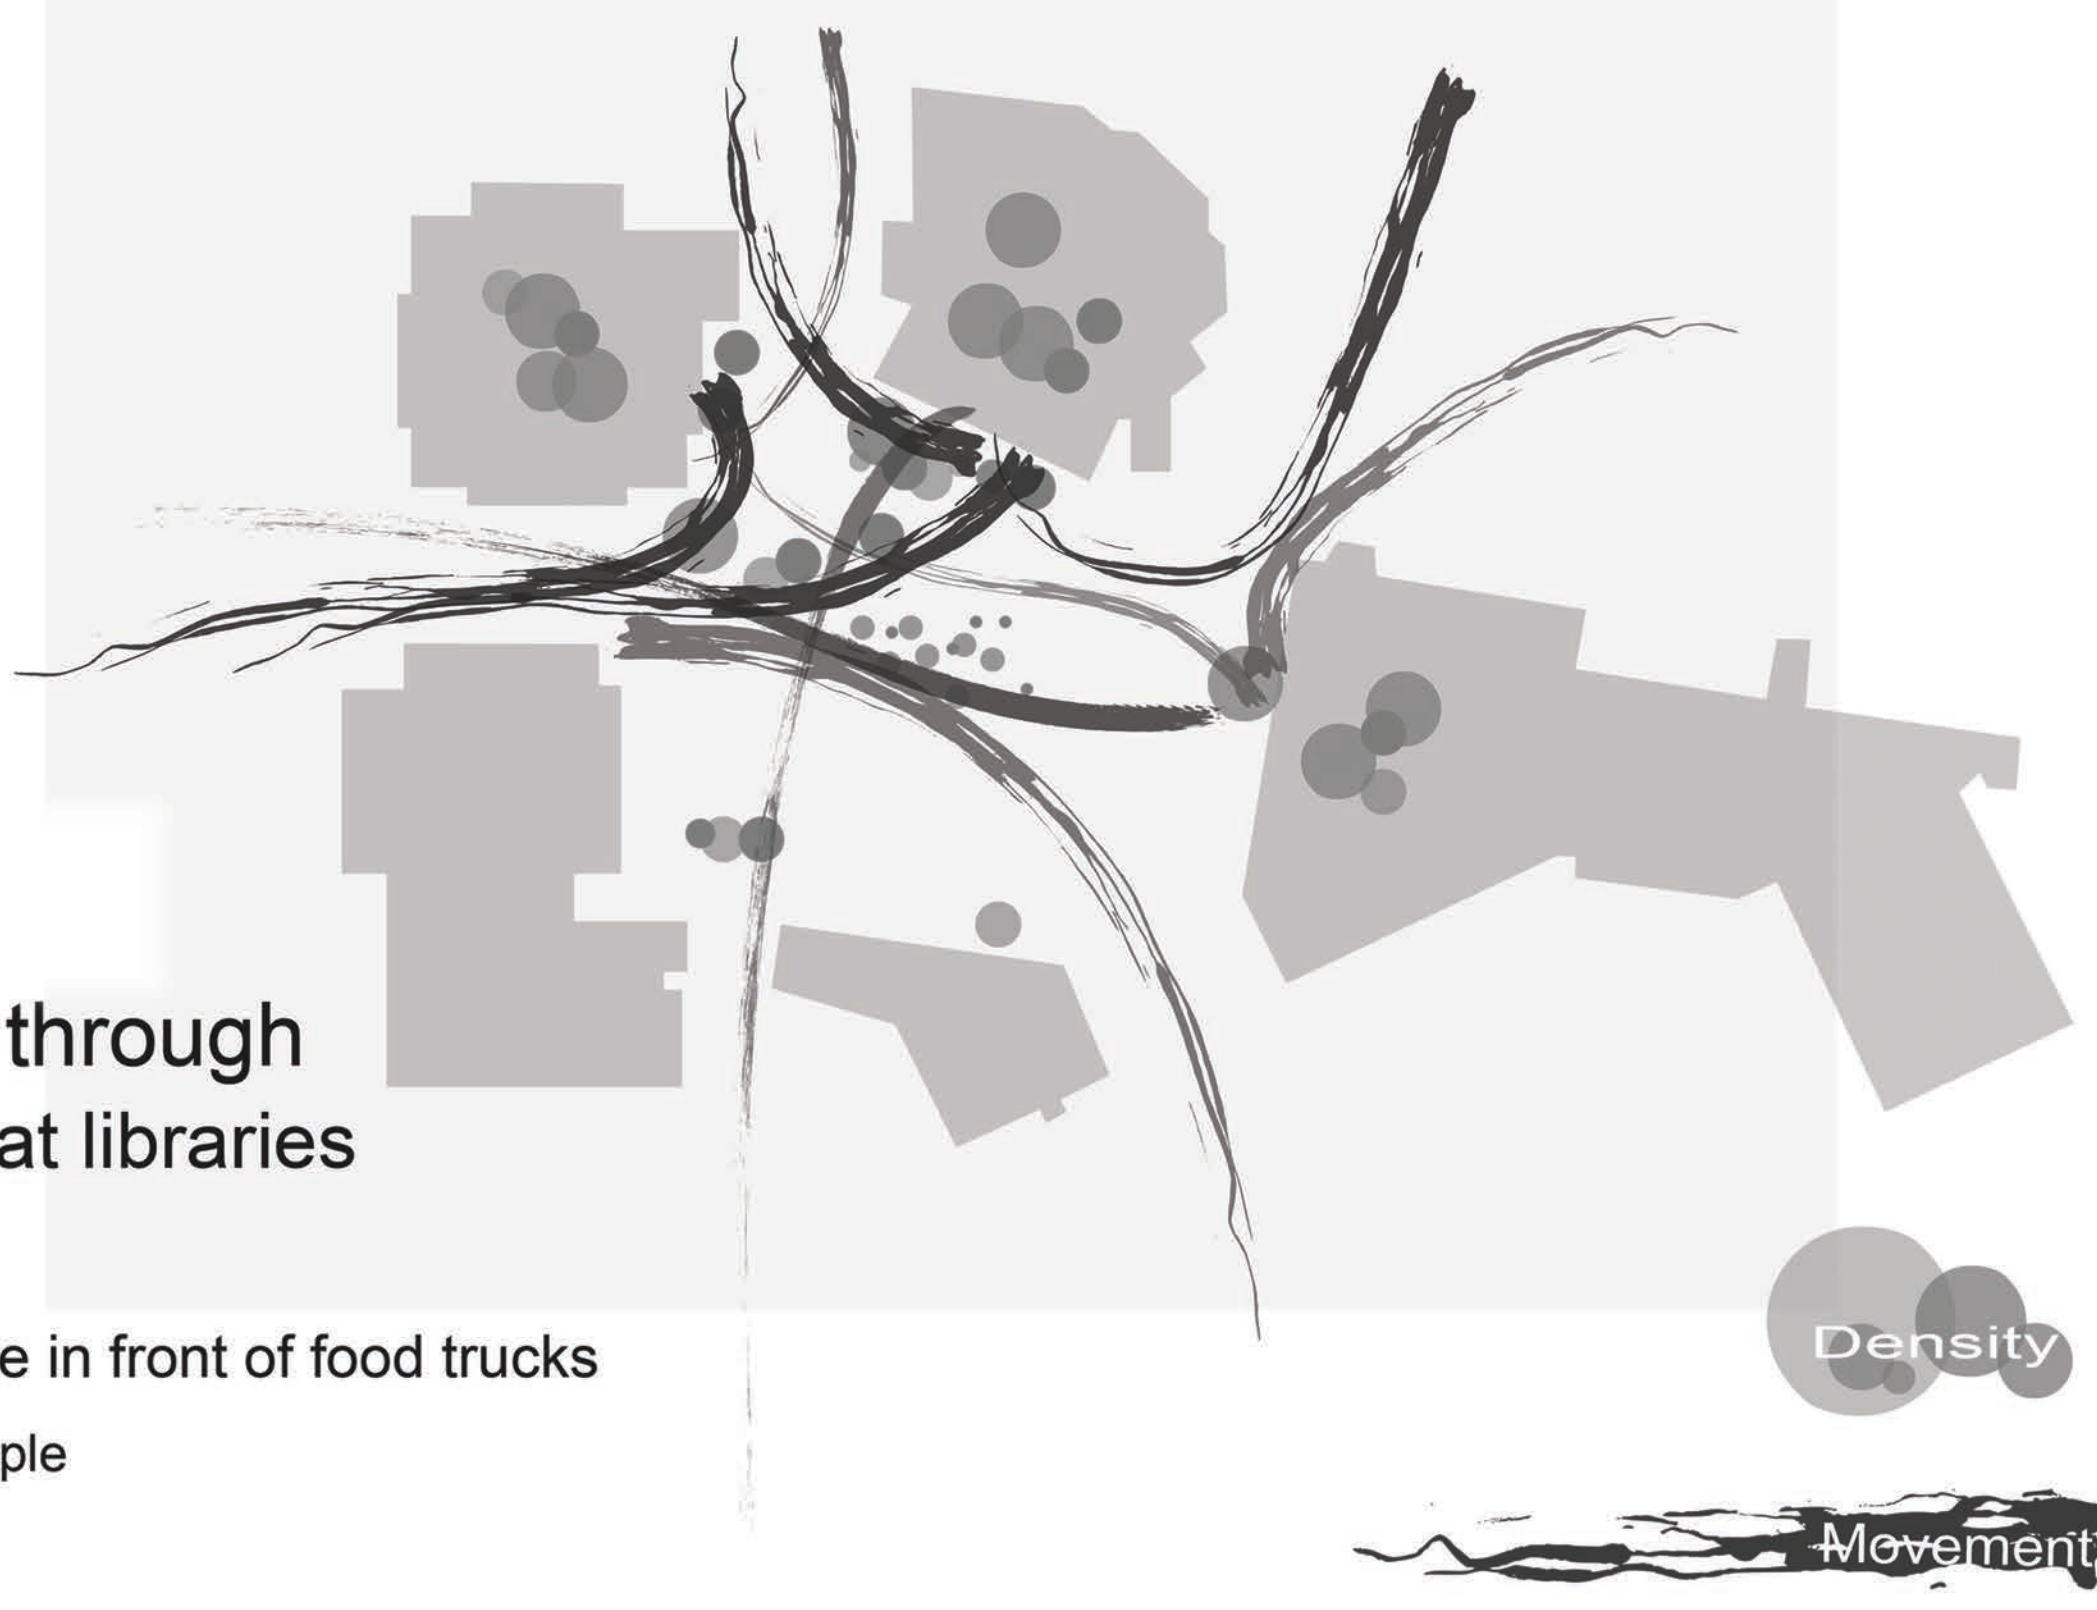 through
at libraries
e in front of food trucks
ple
Density
Movement